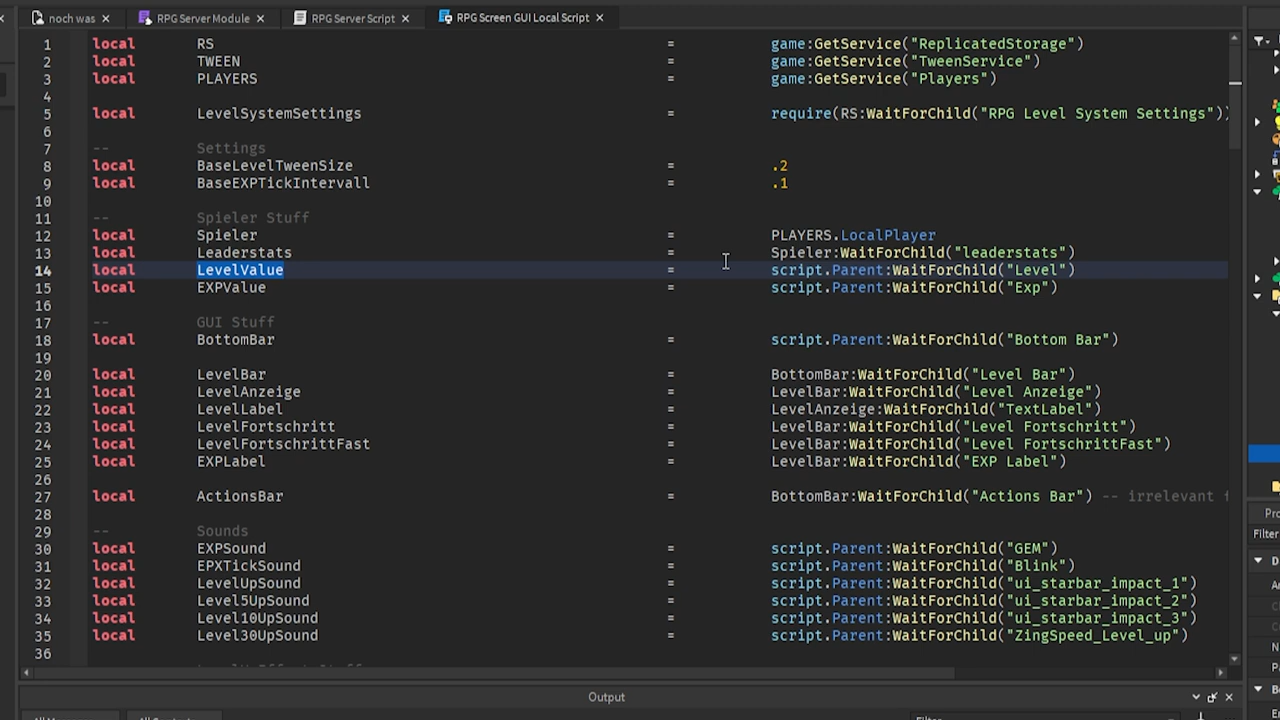 noch was × RPG Server Module × RPG Server Script × RPG Screen GUI Local Script ×
1 local RS = game:GetService("ReplicatedStorage")
2 local TWEEN = game:GetService("TweenService")
3 local PLAYERS = game:GetService("Players")
4
5 local LevelSystemSettings = require(RS:WaitForChild("RPG Level System Settings"))
6
7 -- Settings
8 local BaseLevelTweenSize = .2
9 local BaseEXPTickIntervall = .1
10
11 -- Spieler Stuff
12 local Spieler = PLAYERS.LocalPlayer
13 local Leaderstats = Spieler:WaitForChild("leaderstats")
14 local LevelValue = script.Parent:WaitForChild("Level")
15 local EXPValue = script.Parent:WaitForChild("Exp")
16
17 -- GUI Stuff
18 local BottomBar = script.Parent:WaitForChild("Bottom Bar")
19
20 local LevelBar = BottomBar:WaitForChild("Level Bar")
21 local LevelAnzeige = LevelBar:WaitForChild("Level Anzeige")
22 local LevelLabel = LevelAnzeige:WaitForChild("TextLabel")
23 local LevelFortschritt = LevelBar:WaitForChild("Level Fortschritt")
24 local LevelFortschrittFast = LevelBar:WaitForChild("Level FortschrittFast")
25 local EXPLabel = LevelBar:WaitForChild("EXP Label")
26
27 local ActionsBar = BottomBar:WaitForChild("Actions Bar") -- irrelevant
28
29 -- Sounds
30 local EXPSound = script.Parent:WaitForChild("GEM")
31 local EPXTickSound = script.Parent:WaitForChild("Blink")
32 local LevelUpSound = script.Parent:WaitForChild("ui_starbar_impact_1")
33 local Level5UpSound = script.Parent:WaitForChild("ui_starbar_impact_2")
34 local Level10UpSound = script.Parent:WaitForChild("ui_starbar_impact_3")
35 local Level30UpSound = script.Parent:WaitForChild("ZingSpeed_Level_up")
36
Output
Filter